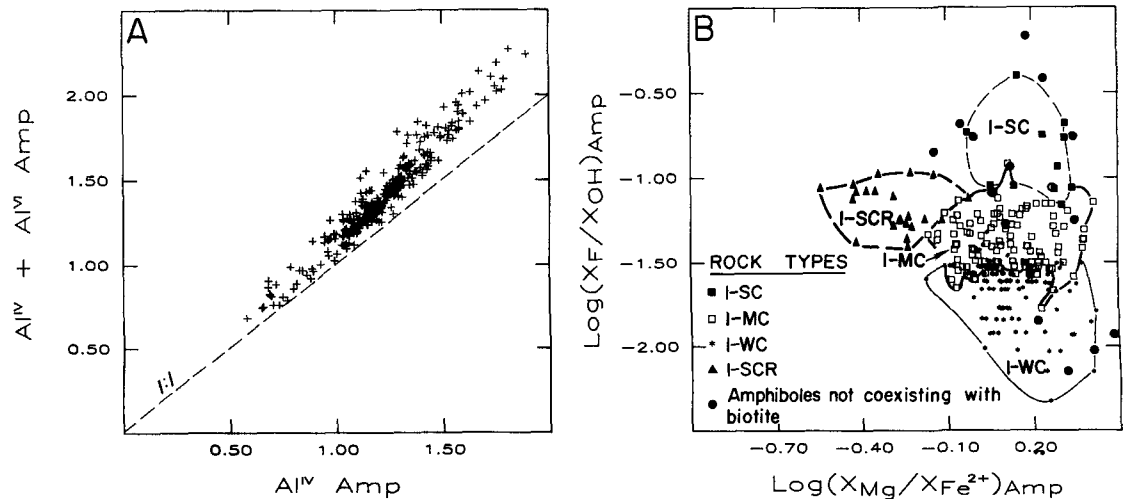 A
Al^IV + Al^VI Amp
2.00
1.50
1.00
0.50
1:1
0.50
1.00
1.50
Al^IV Amp
B
Log(X_F/X_OH)Amp
-0.50
-1.00
-1.50
-2.00
I-SC
I-SCR
I-MC
I-WC
ROCK TYPES
I-SC
I-MC
I-WC
I-SCR
Amphiboles not coexisting with
biotite
-0.70
-0.40
-0.10
0.20
Log(X_Mg/X_Fe^2+)Amp